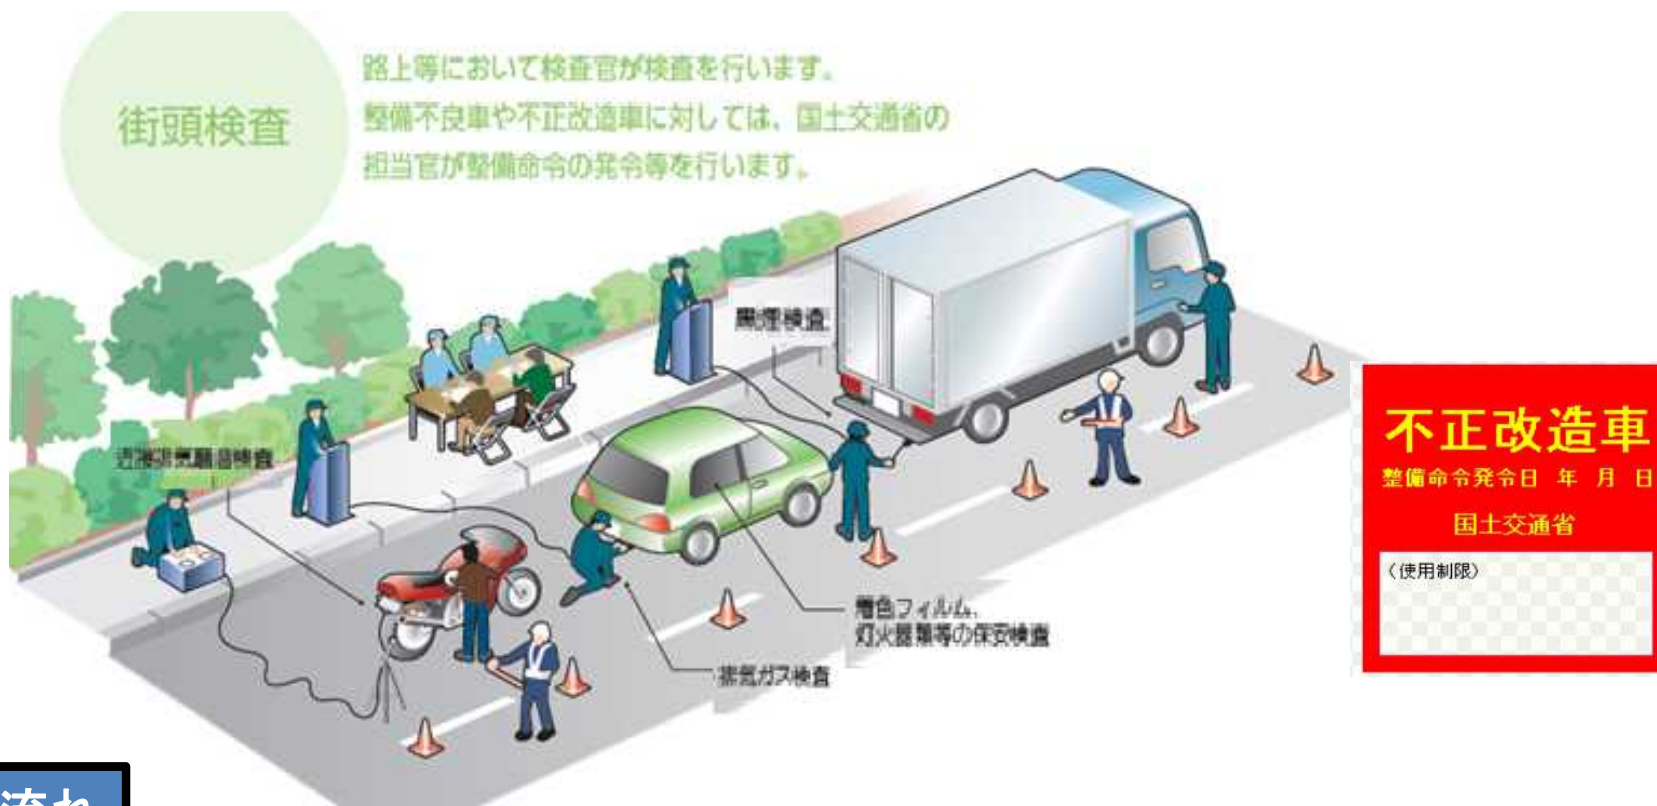 街頭検査
路上等において検査官が検査を行います。
整備不良車や不正改造車に対しては、国土交通省の
担当官が整備命令の発令等を行います。
黒煙検査
近接排気騒音検査
着色フィルム、
灯火器類等の保安検査
排気ガス検査
不正改造車
整備命令発令日 年 月 日
国土交通省
（使用制限）
流れ